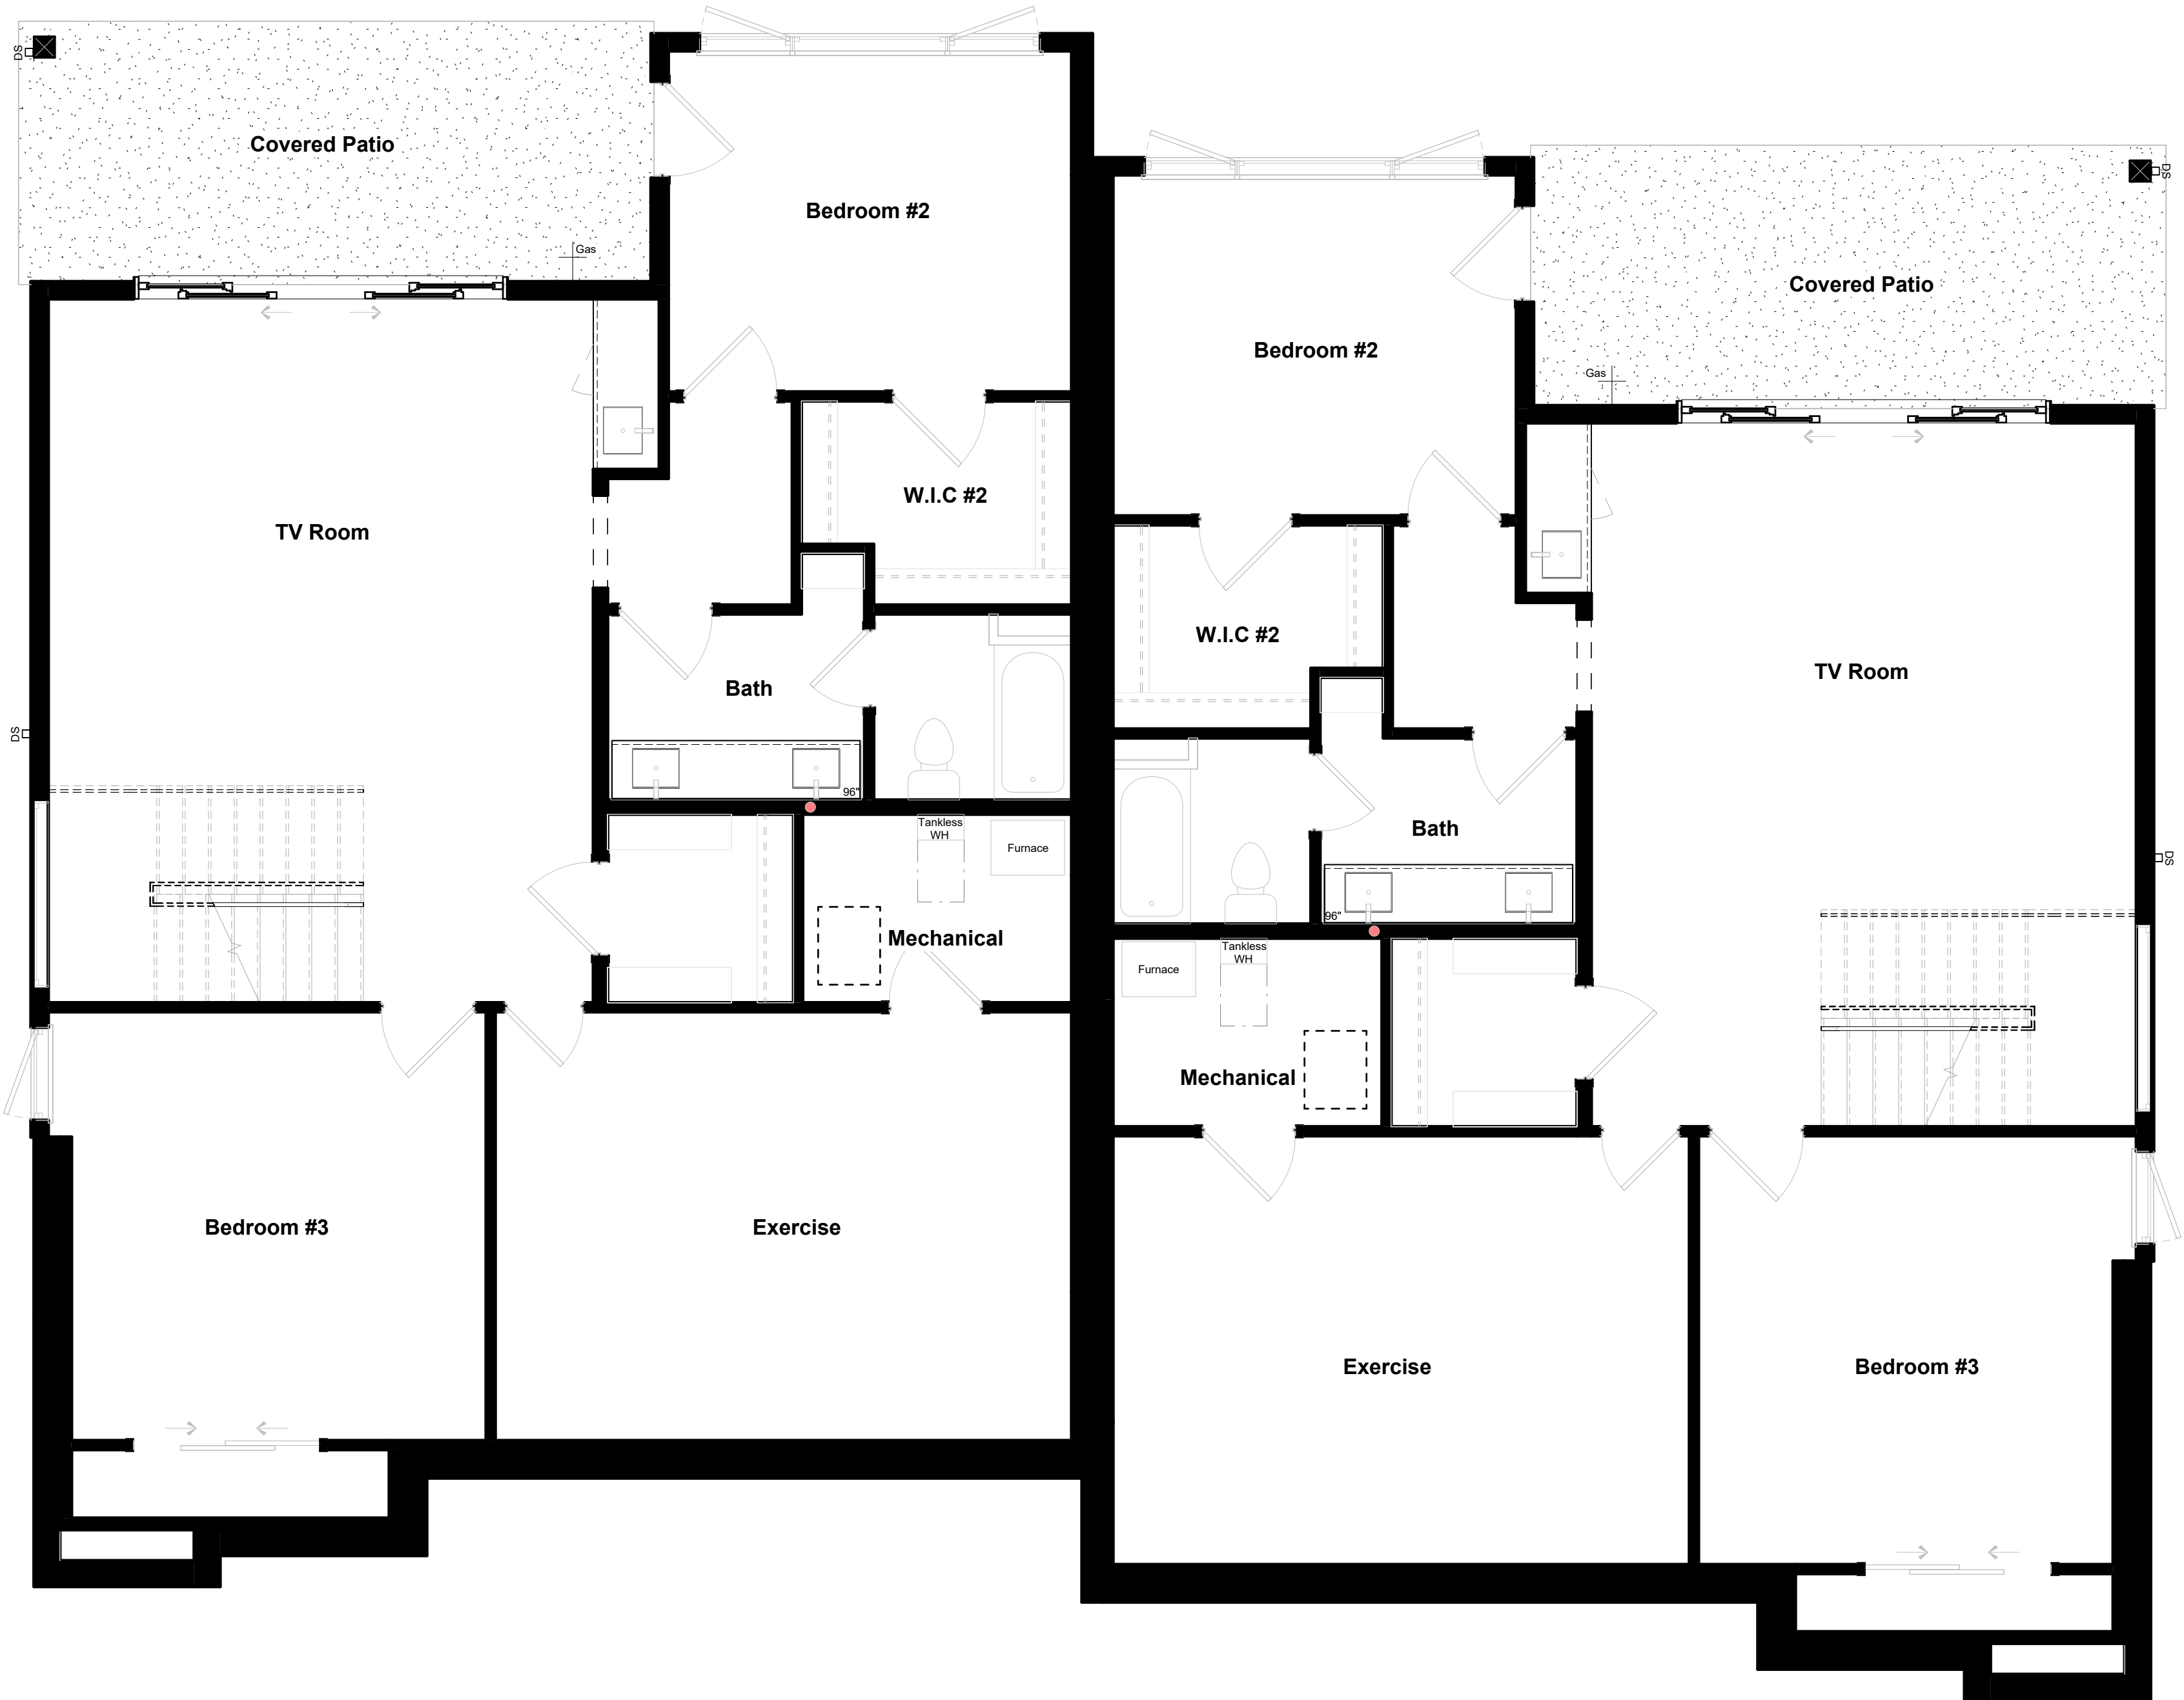 DS
Covered Patio
Gas
Bedroom #2
DS
Covered Patio
Gas
Bedroom #2
W.I.C #2
TV Room
W.I.C #2
TV Room
Bath
DS
96"
Bath
DS
96"
Tankless
WH
Furnace
Mechanical
Tankless
WH
Furnace
Mechanical
Bedroom #3
Exercise
Exercise
Bedroom #3